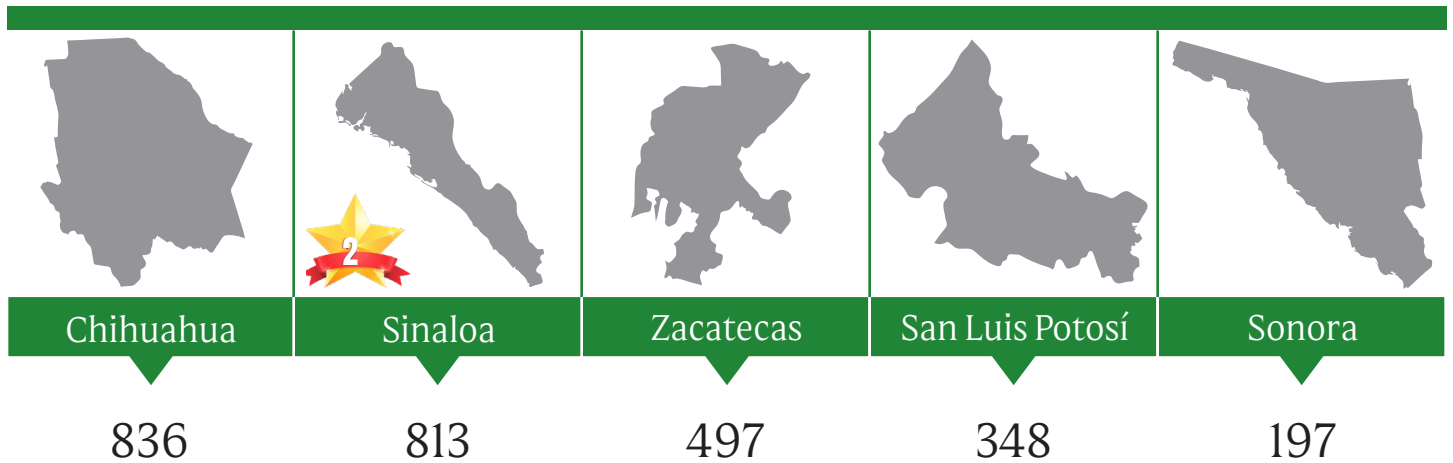 2
Chihuahua
Sinaloa
Zacatecas
San Luis Potosí
Sonora
836
813
497
348
197